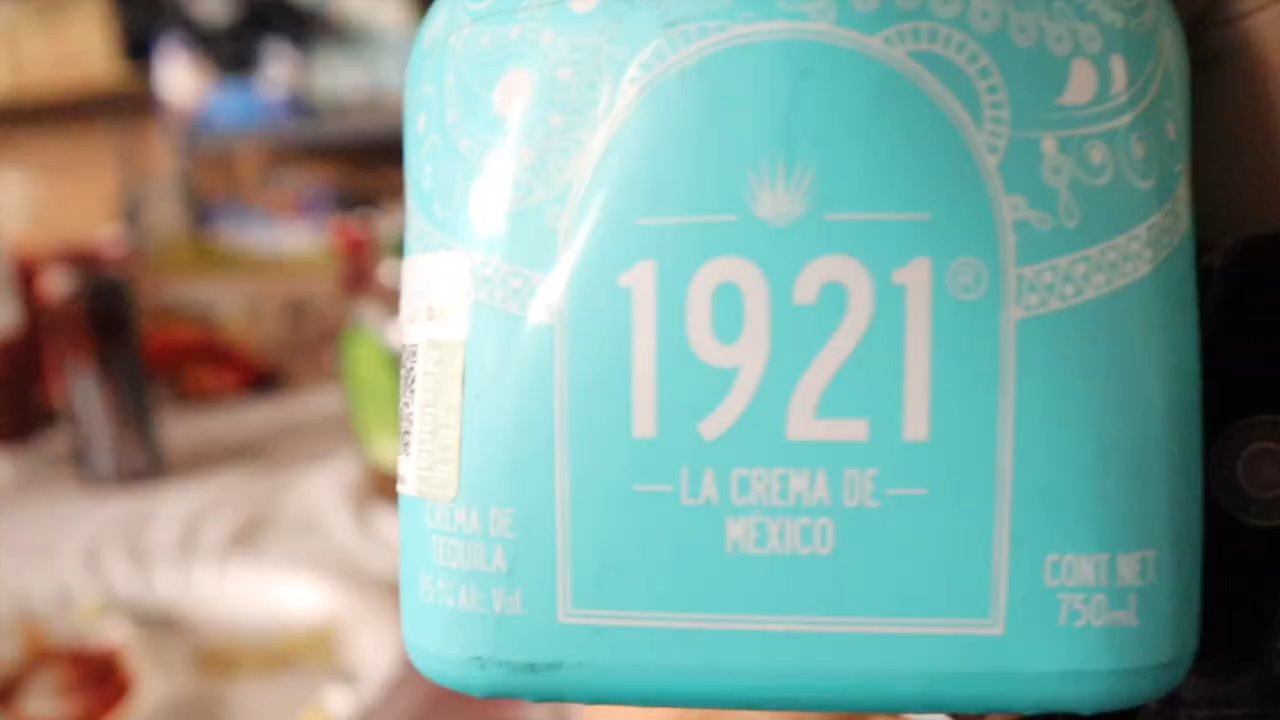 1921®
LA CREMA DE
MÉXICO
CREMA DE
TEQUILA
15% Alc. Vol.
CONT NET.
750mL